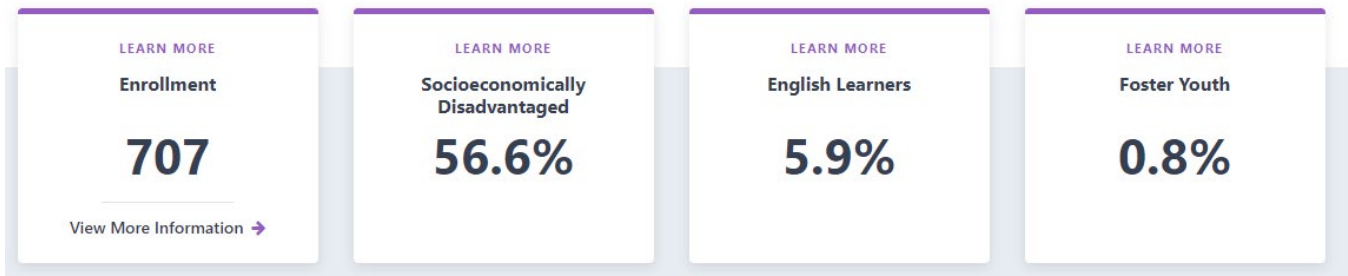 LEARN MORE
Enrollment
707
View More Information
LEARN MORE
Socioeconomically
Disadvantaged
56.6%
LEARN MORE
English Learners
5.9%
LEARN MORE
Foster Youth
0.8%